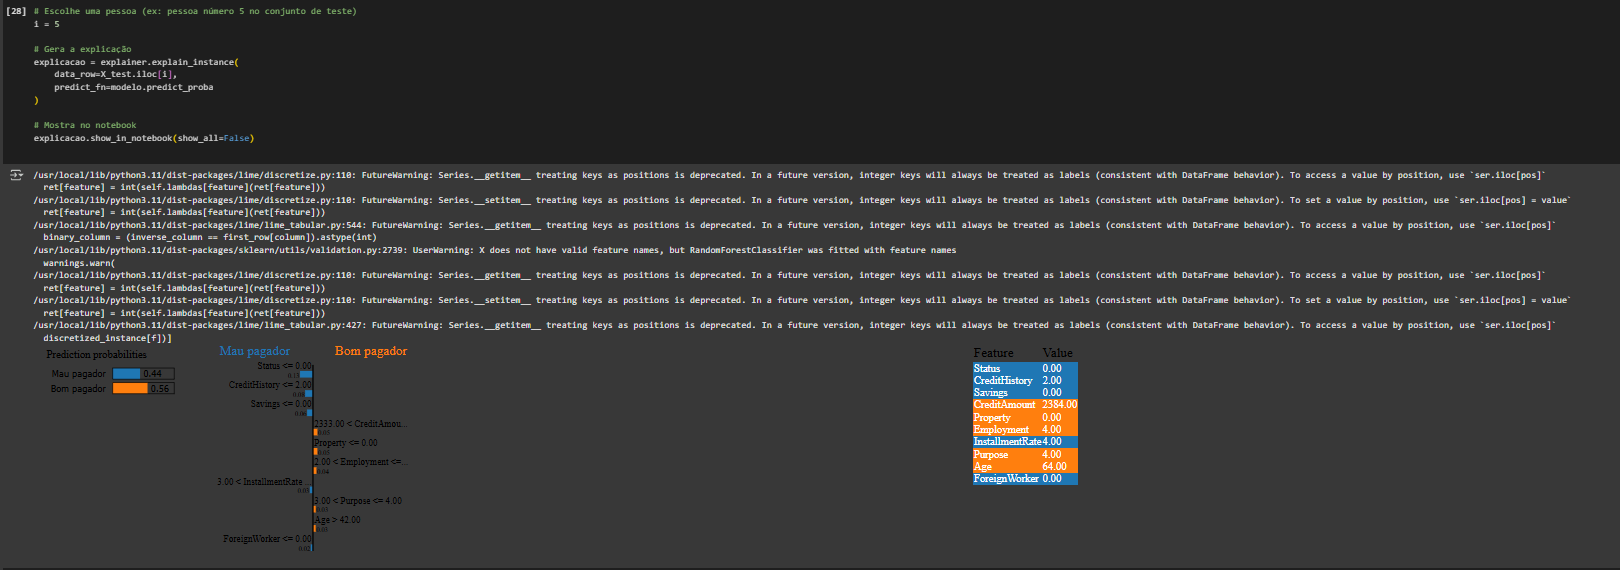 [28] # Escolhe uma pessoa (ex: pessoa número 5 no conjunto de teste)
i = 5
# Gera a explicação
explicacao = explainer.explain_instance(
data_row=X_test.iloc[i],
predict_fn=modelo.predict_proba
)
# Mostra no notebook
explicacao.show_in_notebook(show_all=False)
/usr/local/lib/python3.11/dist-packages/lime/discretize.py:110: FutureWarning: Series.__getitem__ treating keys as positions is deprecated. In a future version, integer keys will always be treated as labels (consistent with DataFrame behavior). To access a value by position, use `ser.iloc[pos]`
ret[feature] = int(self.lambdas[feature](ret[feature]))
/usr/local/lib/python3.11/dist-packages/lime/discretize.py:110: FutureWarning: Series.__setitem__ treating keys as positions is deprecated. In a future version, integer keys will always be treated as labels (consistent with DataFrame behavior). To set a value by position, use `ser.iloc[pos] = value`
ret[feature] = int(self.lambdas[feature](ret[feature]))
/usr/local/lib/python3.11/dist-packages/lime/lime_tabular.py:544: FutureWarning: Series.__getitem__ treating keys as positions is deprecated. In a future version, integer keys will always be treated as labels (consistent with DataFrame behavior). To access a value by position, use `ser.iloc[pos]`
binary_column = (inverse_column == first_row[column]).astype(int)
/usr/local/lib/python3.11/dist-packages/sklearn/utils/validation.py:2739: UserWarning: X does not have valid feature names, but RandomForestClassifier was fitted with feature names
warnings.warn(
/usr/local/lib/python3.11/dist-packages/lime/discretize.py:110: FutureWarning: Series.__getitem__ treating keys as positions is deprecated. In a future version, integer keys will always be treated as labels (consistent with DataFrame behavior). To access a value by position, use `ser.iloc[pos]`
ret[feature] = int(self.lambdas[feature](ret[feature]))
/usr/local/lib/python3.11/dist-packages/lime/discretize.py:110: FutureWarning: Series.__setitem__ treating keys as positions is deprecated. In a future version, integer keys will always be treated as labels (consistent with DataFrame behavior). To set a value by position, use `ser.iloc[pos] = value`
ret[feature] = int(self.lambdas[feature](ret[feature]))
/usr/local/lib/python3.11/dist-packages/lime/lime_tabular.py:427: FutureWarning: Series.__getitem__ treating keys as positions is deprecated. In a future version, integer keys will always be treated as labels (consistent with DataFrame behavior). To access a value by position, use `ser.iloc[pos]`
discretized_instance[f])]
Prediction probabilities
Mau pagador 0.44
Bom pagador 0.56
Mau pagador Bom pagador
Status <= 0.00
0.13
CreditHistory <= 2.00
Savings <= 0.00
0.06
2333.00 < CreditAmou...
0.05
Property <= 0.00
2.00 < Employment <=...
0.04
3.00 < InstallmentRate
3.00 < Purpose <= 4.00
Age > 42.00
ForeignWorker <= 0.00
0.02
Feature Value
Status 0.00
CreditHistory 2.00
Savings 0.00
CreditAmount 2384.00
Property 0.00
Employment 4.00
InstallmentRate 4.00
Purpose 4.00
Age 64.00
ForeignWorker 0.00